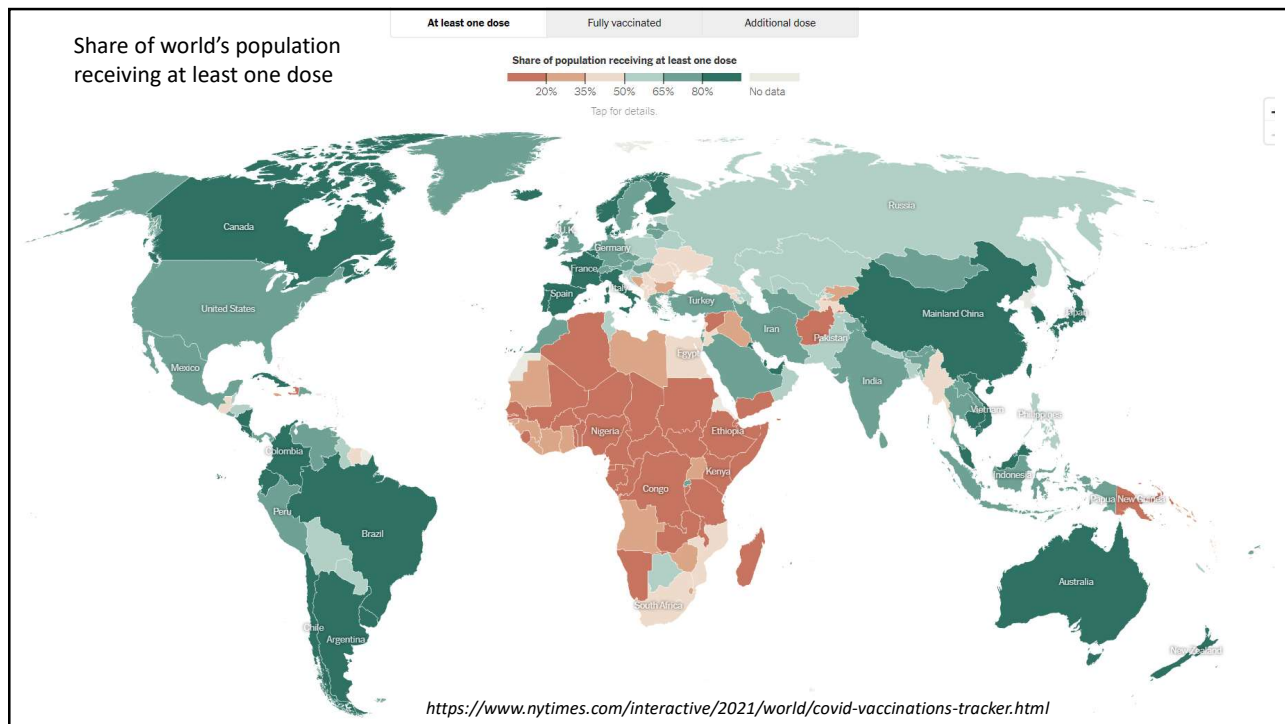 At least one dose
Fully vaccinated
Additional dose
Share of world's population
receiving at least one dose
Share of population receiving at least one dose
20% 35% 50% 65% 80% No data
Tap for details.
Canada
Russia
U.K.
Germany
France
Italy
Spain
Turkey
United States
Mainland China
Japan
Iran
Pakistan
Egypt
Mexico
India
Vietnam
Philippines
Nigeria
Ethiopia
Colombia
Kenya
Indonesia
Congo
Papua New Guinea
Peru
Brazil
Australia
South Africa
Chile
Argentina
New Zealand
https://www.nytimes.com/interactive/2021/world/covid-vaccinations-tracker.html